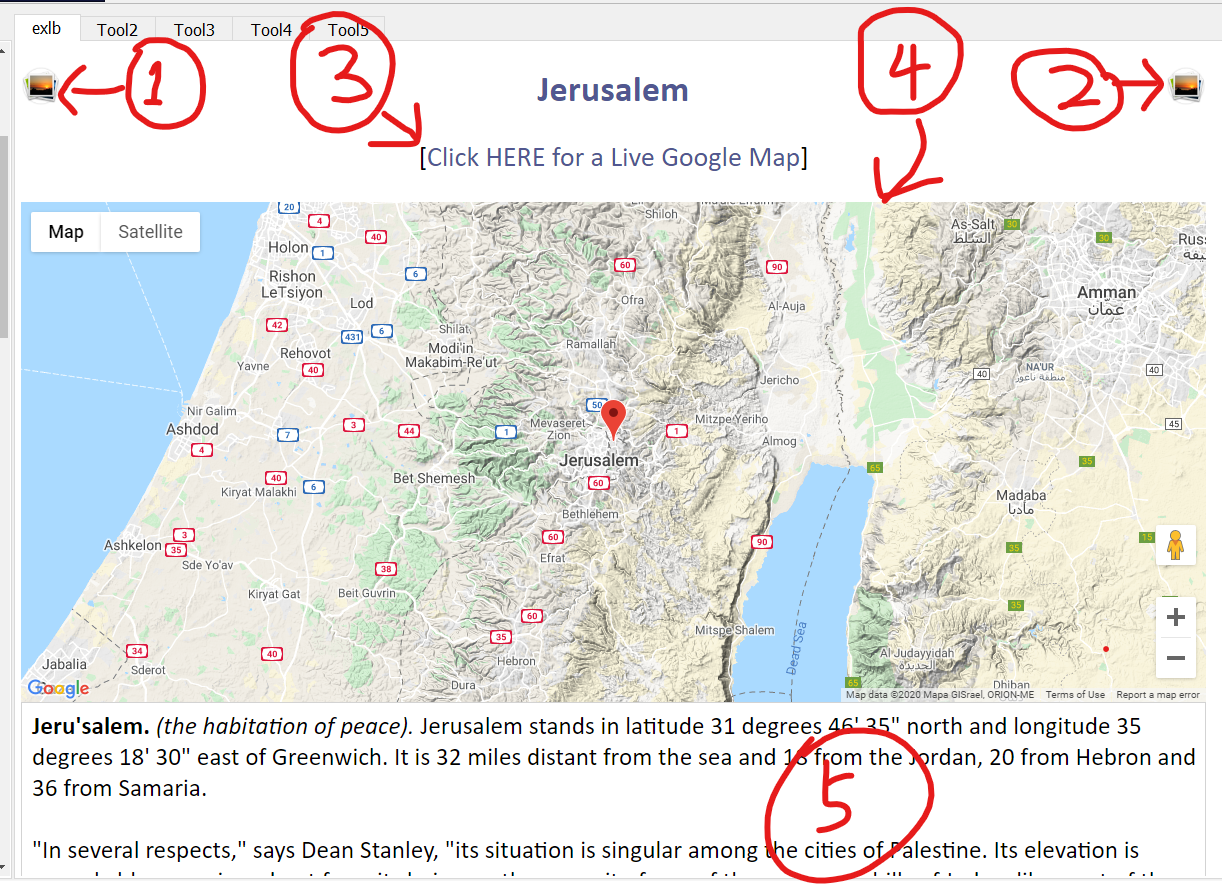 exlb Tool2 Tool3 Tool4 Tool5
1 3 4 2
Jerusalem
[Click HERE for a Live Google Map]
Map Satellite
20 Shiloh As-Salt 30
4 السلط
40 30
Holon 1 60 90
Rishon 6
LeTsiyon Amman
Lod Ofra Al-Auja عمان
42 431 6 Shilat
Modi'in Ramallah
Rehovot Makabim-Re'ut
Yavne 40 Jericho NA'UR 40
40
Nir Galim 50 Mitzpe Yeriho
Ashdod 7 3 44 1 Mevaseret 1 45
Zion Almog
4 Jerusalem 35
40 Bet Shemesh 60 65
Kiryat Malakhi 6 Madaba
مادبا
Bethlehem
3 60 90 15
Ashkelon 35 Efrat 35
Sde Yo'av 38
Kiryat Gat Beit Guvrin 35
60
35 Mitspe Shalem
34 40 Dead Sea Al Judayyidah
Jabalia Hebron الجديده
Sderot
Dura 65 Dhiban
Google Map data ©2020 Mapa GISrael, ORION-ME Terms of Use Report a map error
Jeru'salem. (the habitation of peace). Jerusalem stands in latitude 31 degrees 46' 35" north and longitude 35
degrees 18' 30" east of Greenwich. It is 32 miles distant from the sea and 18 from the Jordan, 20 from Hebron and
36 from Samaria.
5
"In several respects," says Dean Stanley, "its situation is singular among the cities of Palestine. Its elevation is